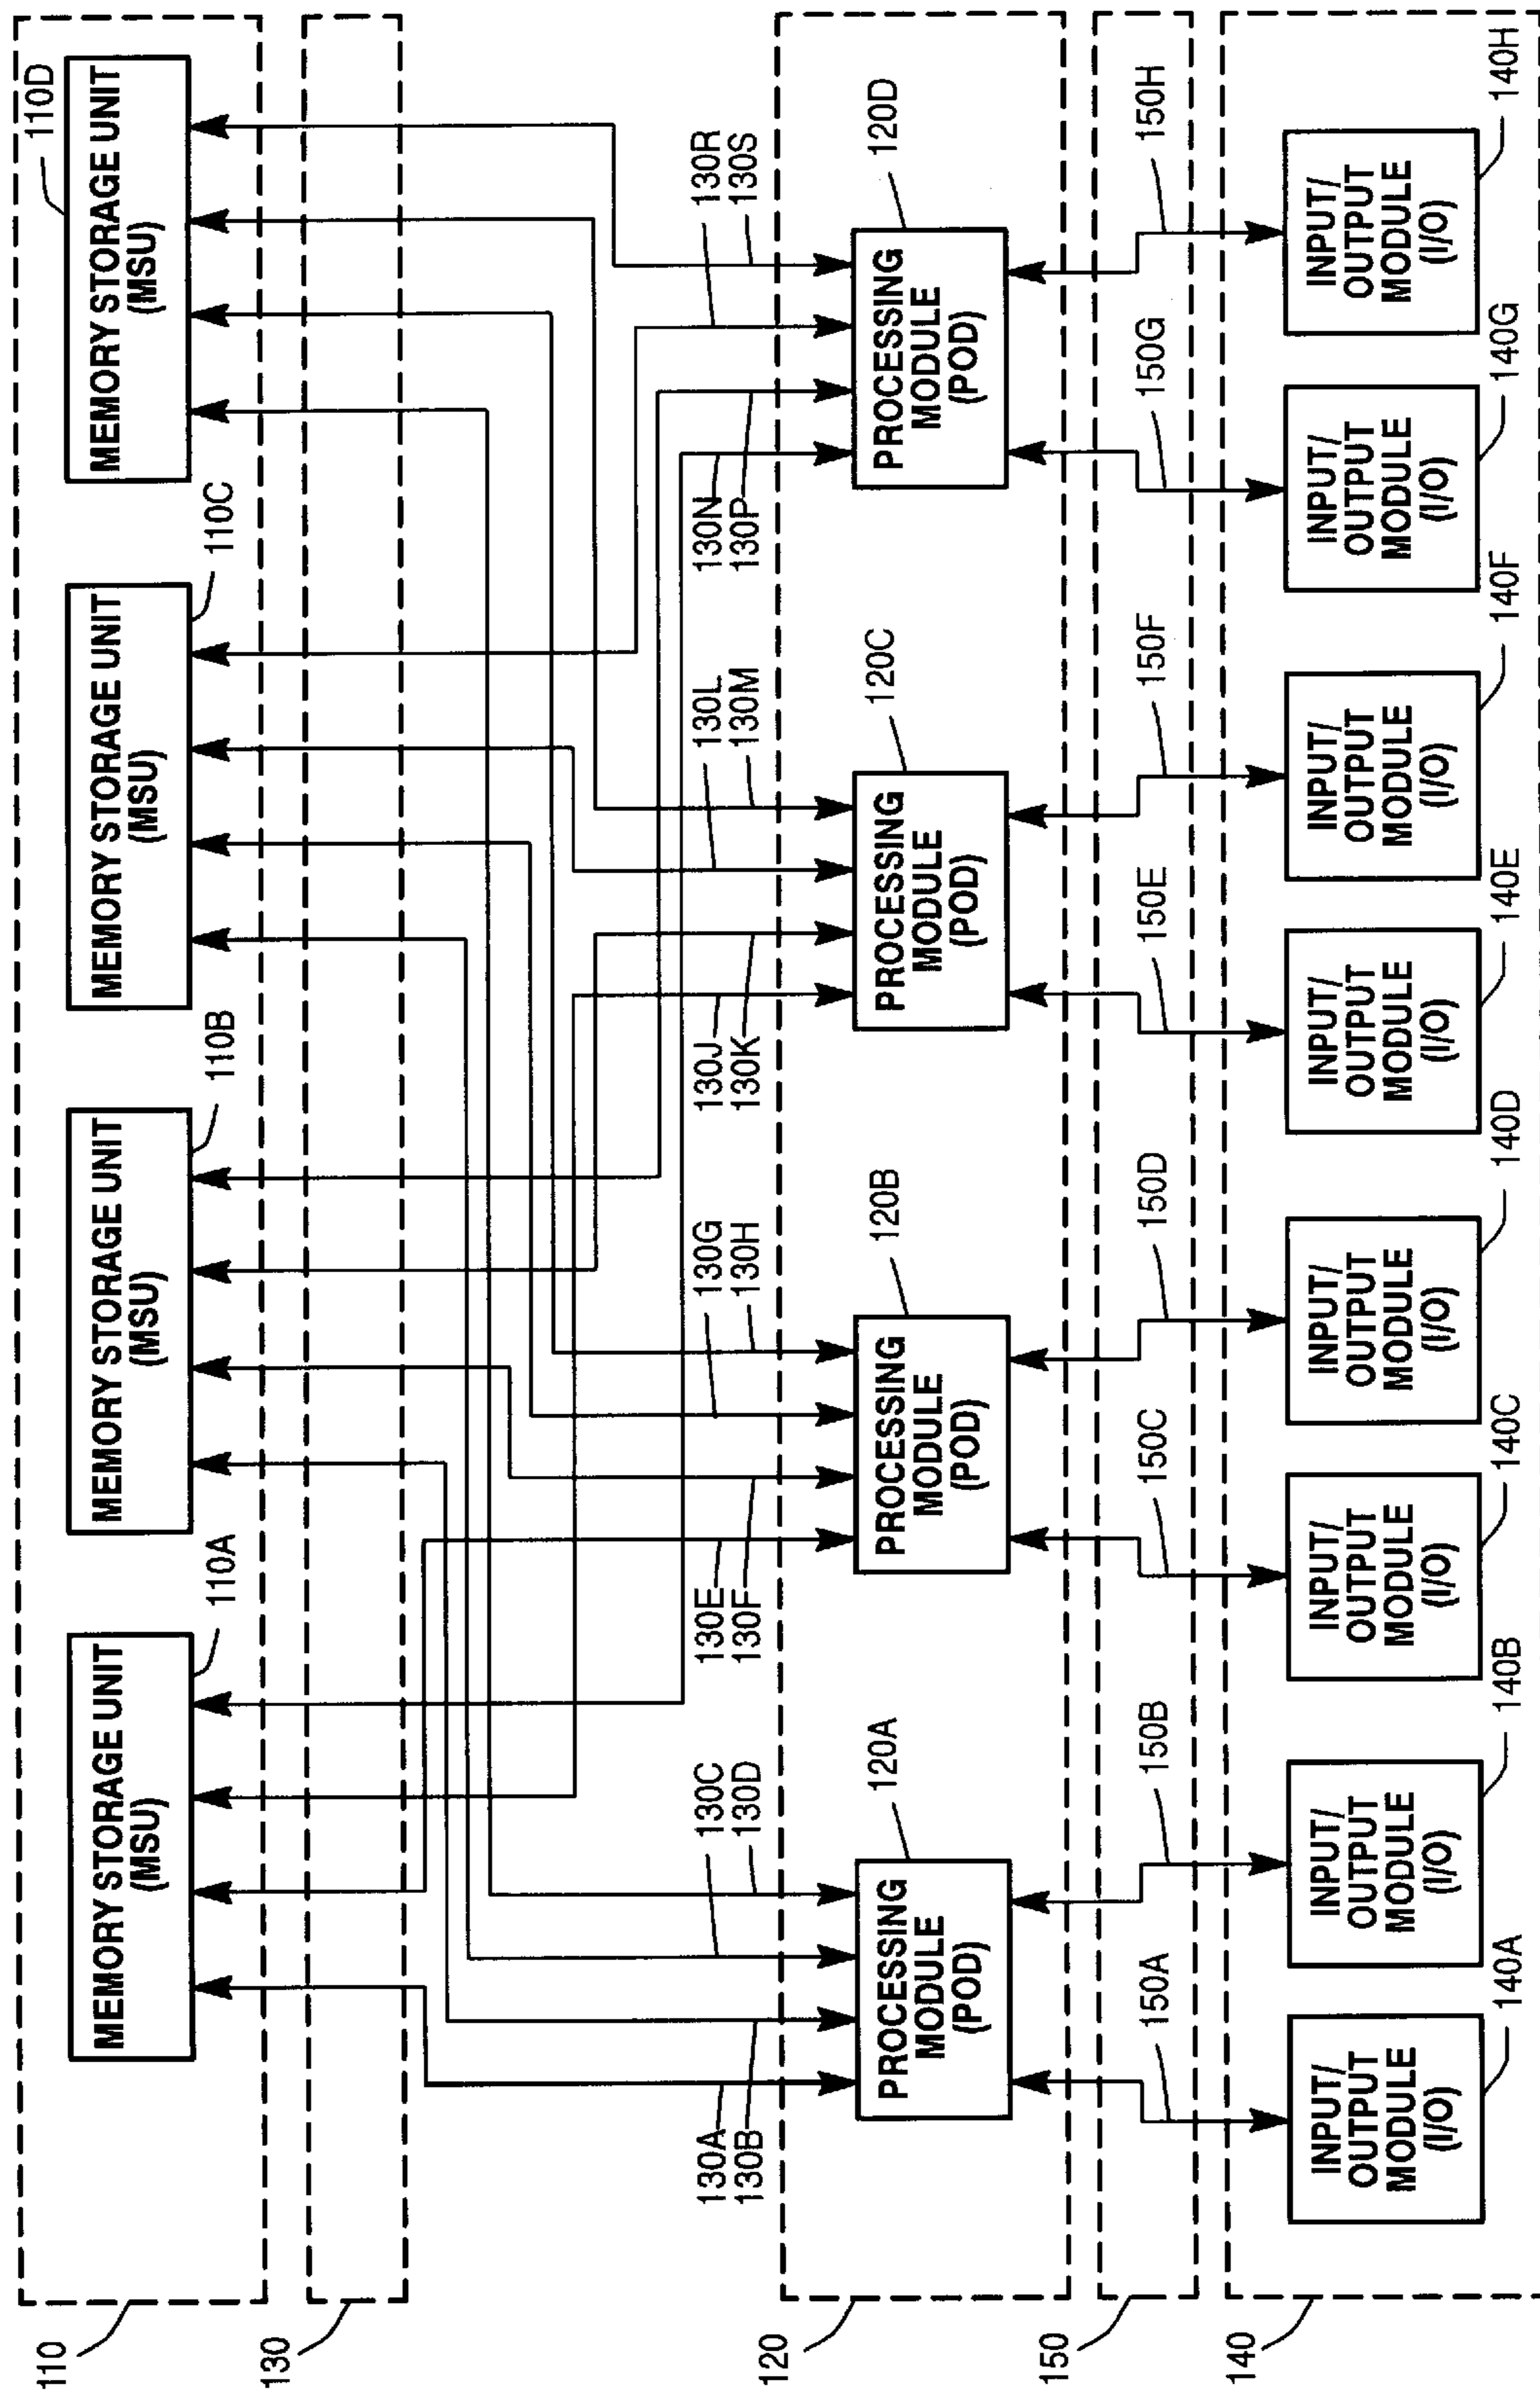 110
MEMORY STORAGE UNIT
(MSU)
110A
MEMORY STORAGE UNIT
(MSU)
110B
MEMORY STORAGE UNIT
(MSU)
110C
MEMORY STORAGE UNIT
(MSU)
110D
130
130A
130B
130C
130D
130E
130F
130G
130H
130J
130K
130L
130M
130N
130P
130R
130S
120
PROCESSING
MODULE
(POD)
120A
PROCESSING
MODULE
(POD)
120B
PROCESSING
MODULE
(POD)
120C
PROCESSING
MODULE
(POD)
120D
150
150A
150B
150C
150D
150E
150F
150G
150H
140
INPUT/
OUTPUT
MODULE
(I/O)
140A
INPUT/
OUTPUT
MODULE
(I/O)
140B
INPUT/
OUTPUT
MODULE
(I/O)
140C
INPUT/
OUTPUT
MODULE
(I/O)
140D
INPUT/
OUTPUT
MODULE
(I/O)
140E
INPUT/
OUTPUT
MODULE
(I/O)
140F
INPUT/
OUTPUT
MODULE
(I/O)
140G
INPUT/
OUTPUT
MODULE
(I/O)
140H